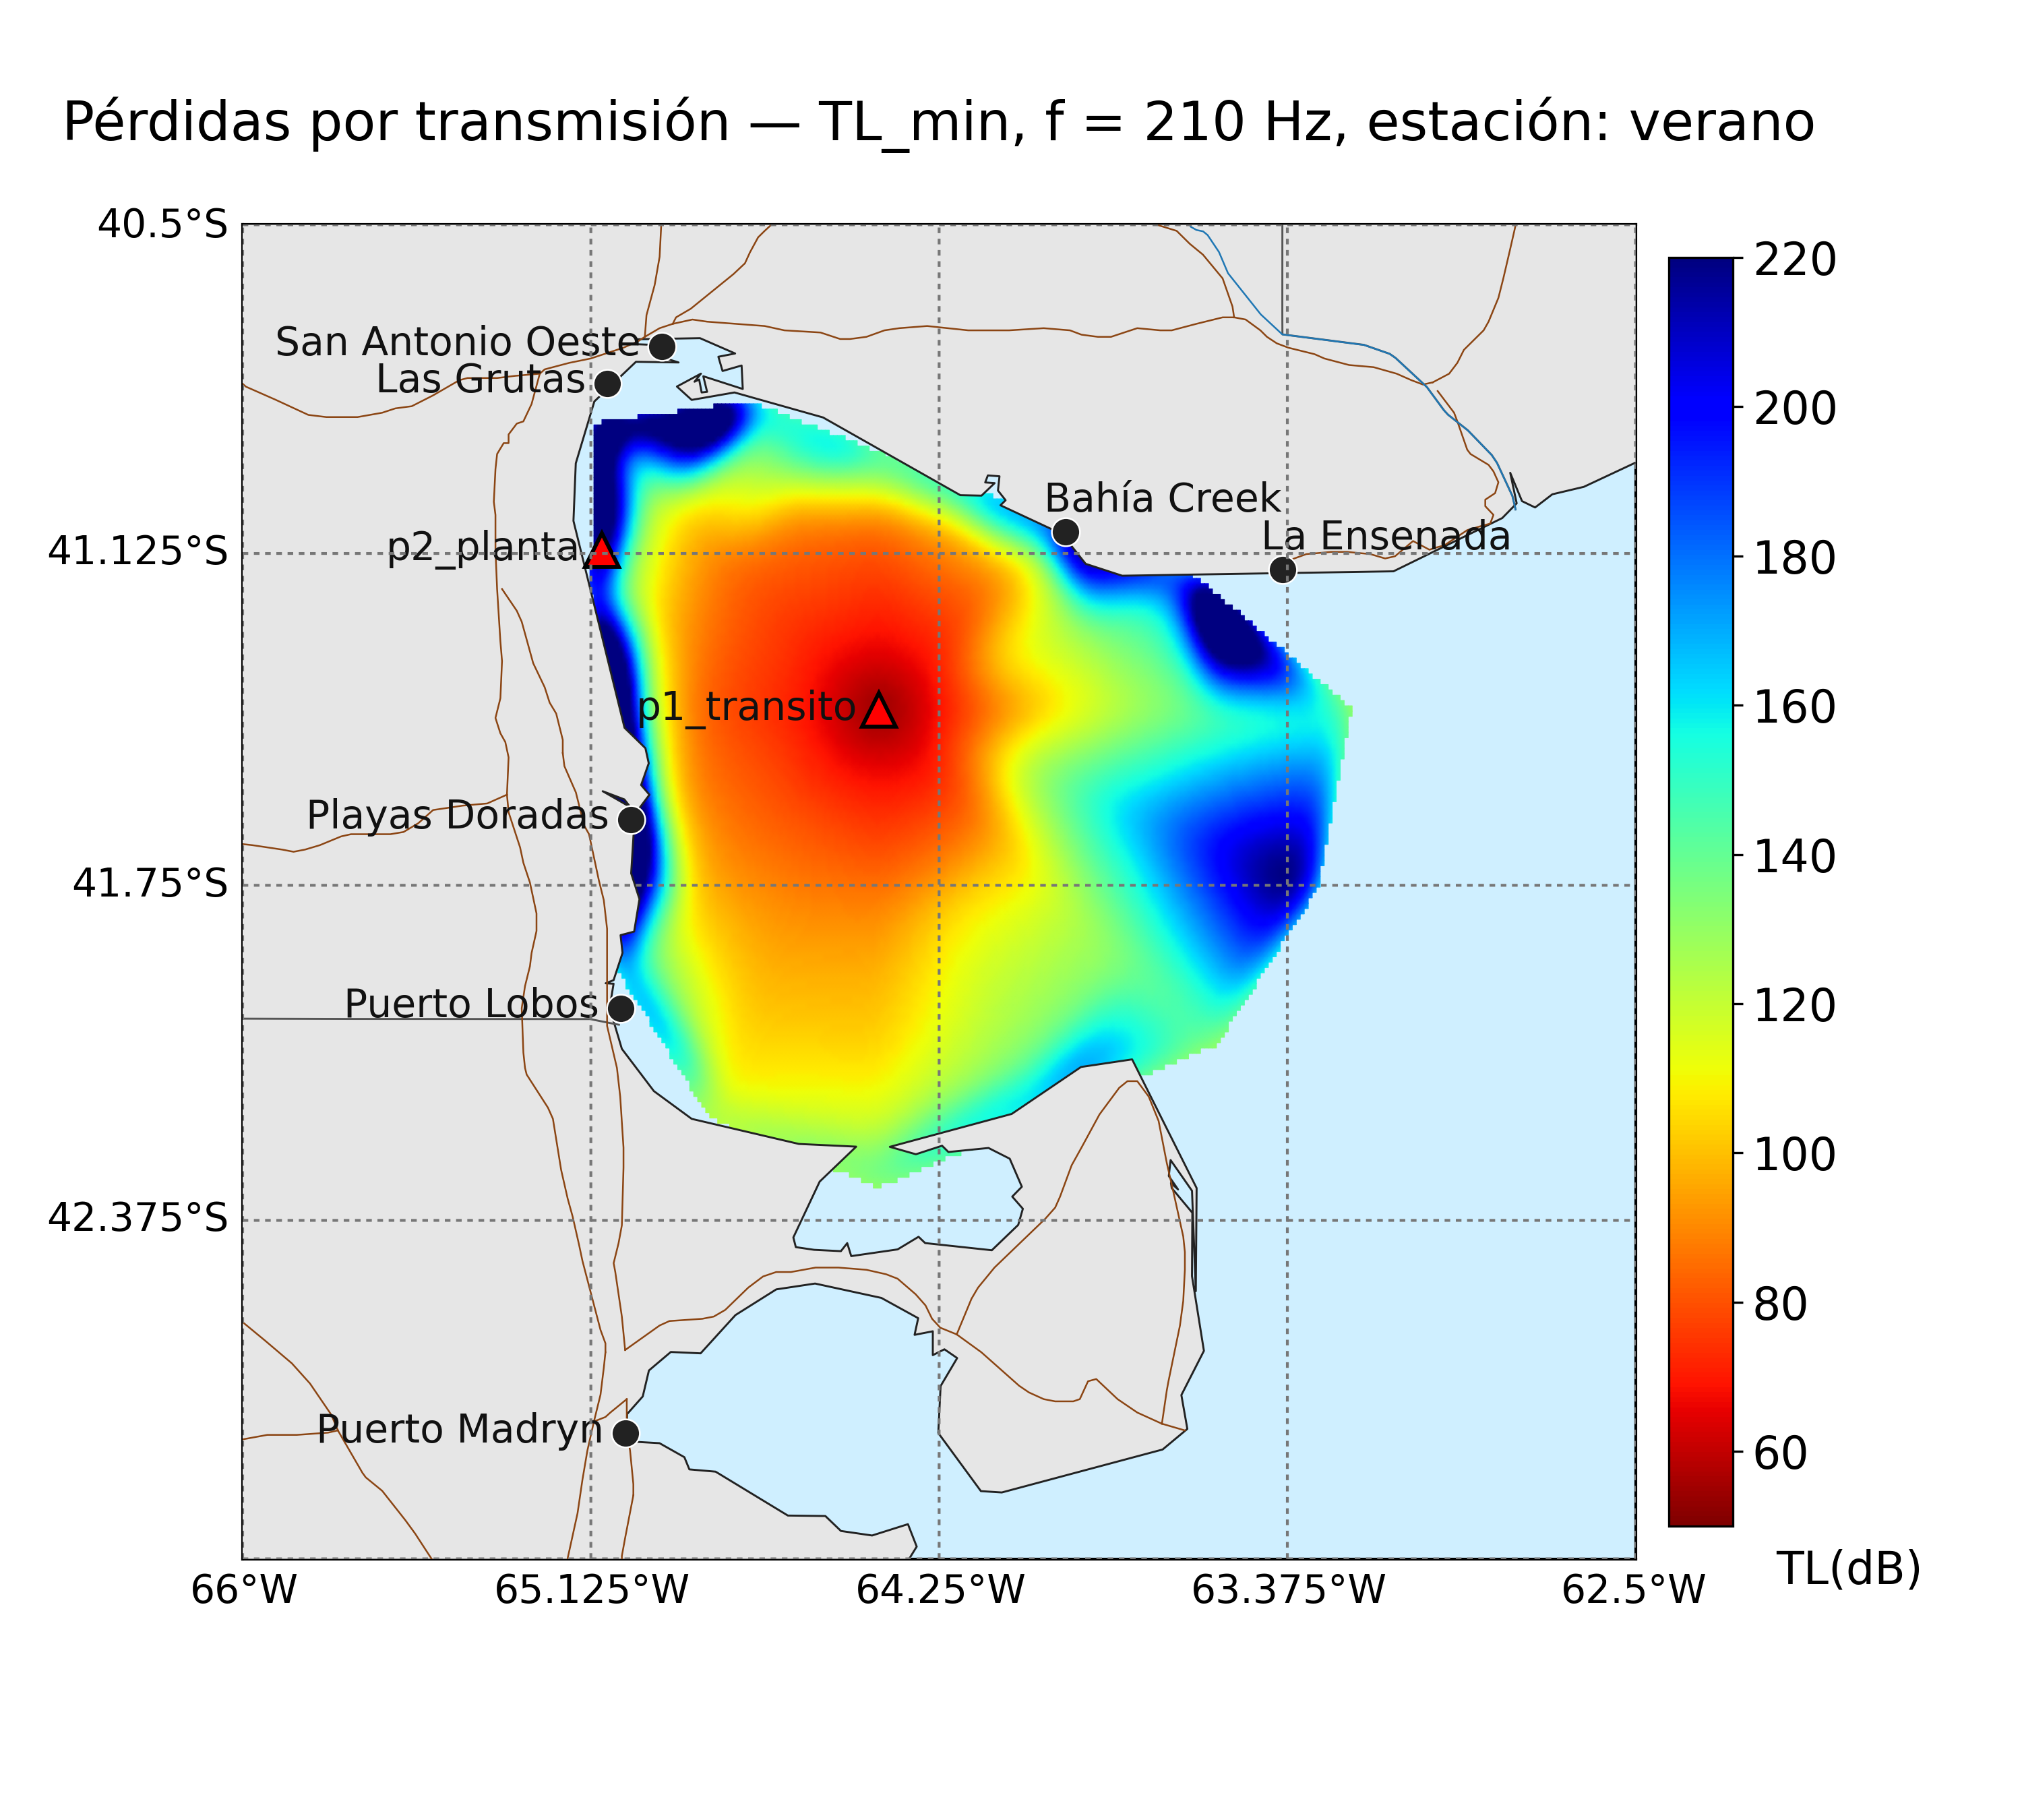 Pérdidas por transmisión — TL_min, f = 210 Hz, estación: verano
40.5°S
41.125°S
41.75°S
42.375°S
San Antonio Oeste
Las Grutas
Bahía Creek
La Ensenada
p2_planta
p1_transito
Playas Doradas
Puerto Lobos
Puerto Madryn
66°W
65.125°W
64.25°W
63.375°W
62.5°W
220
200
180
160
140
120
100
80
60
TL(dB)